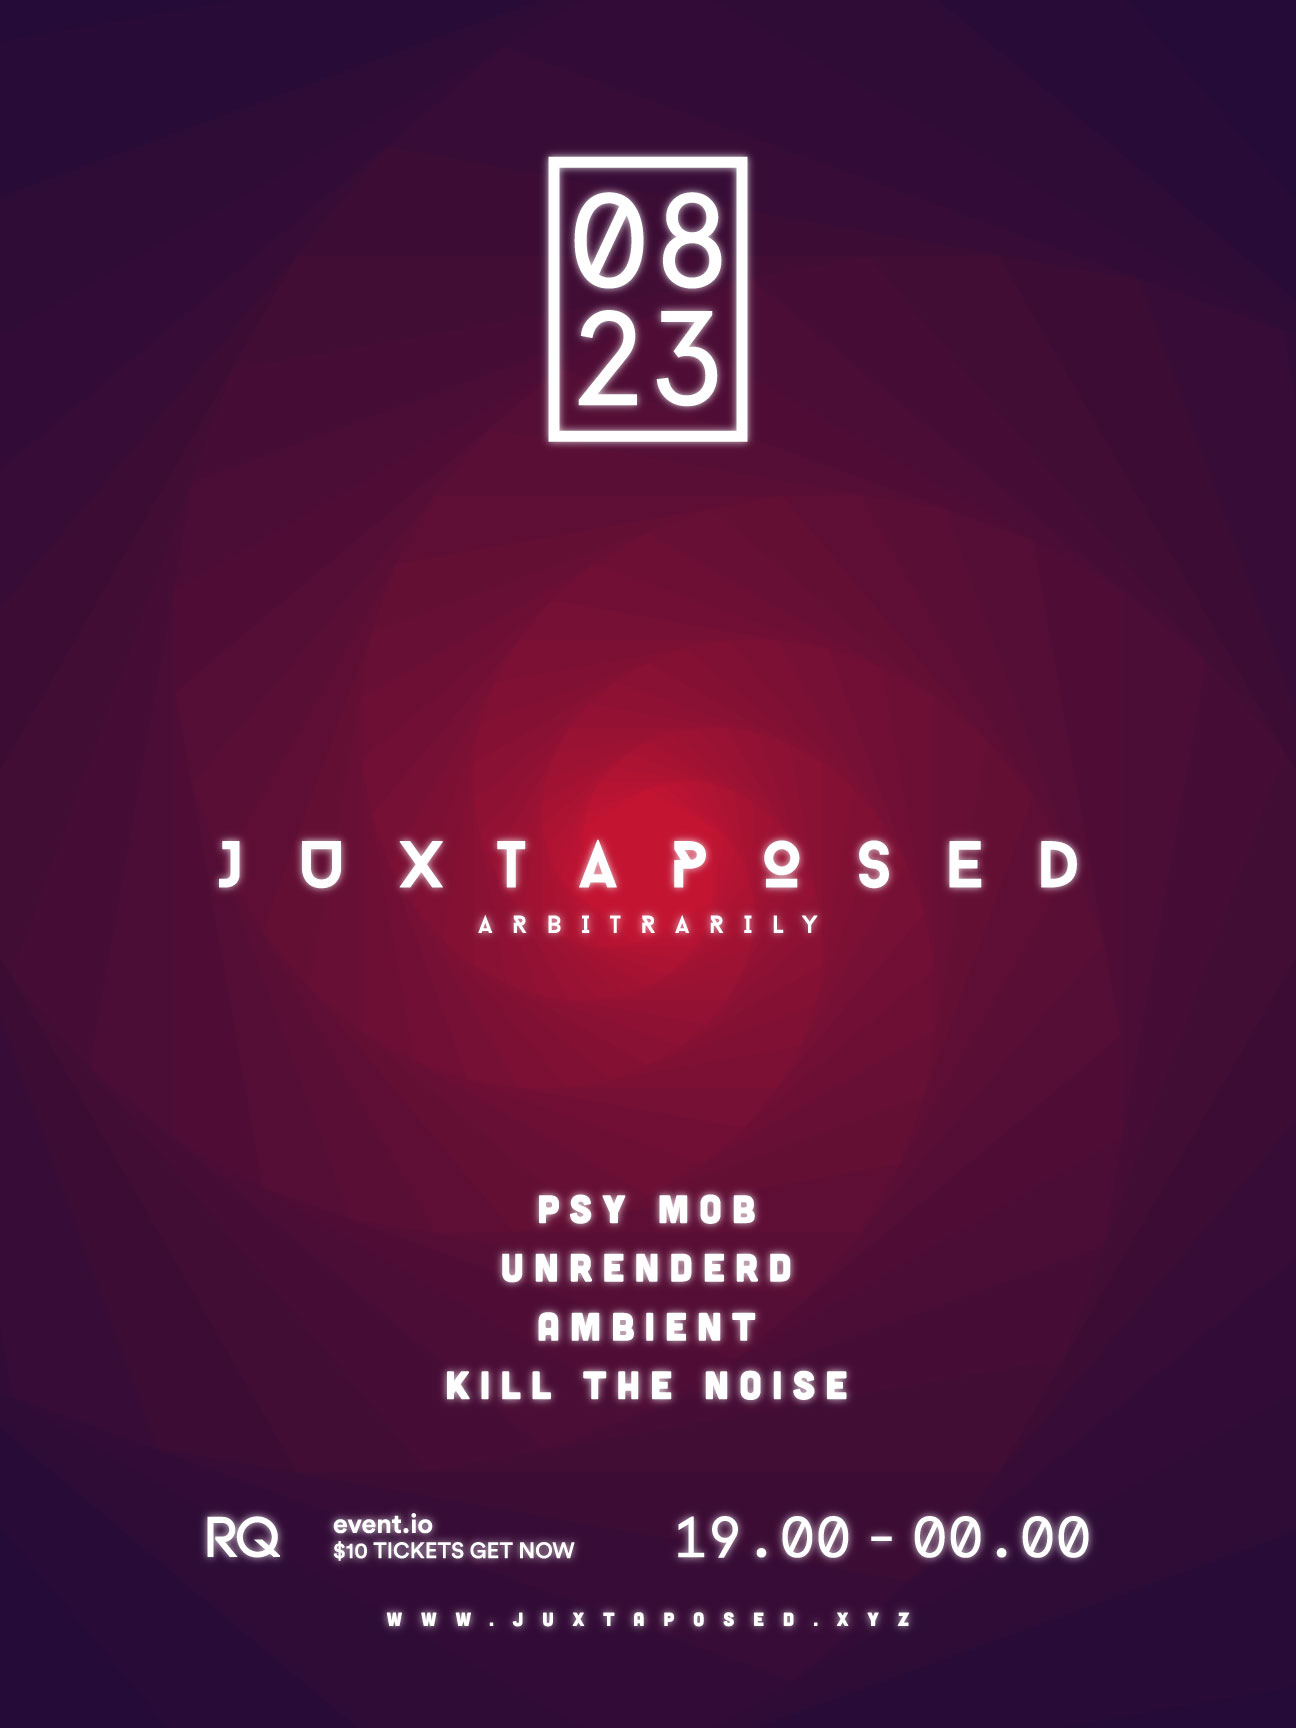 08
23
JUXTAPOSED
ARBITRARILY
PSY MOB
UNRENDERD
AMBIENT
KILL THE NOISE
RQ
event.io
$10 TICKETS GET NOW
19.00-00.00
WWW.JUXTAPOSED.XYZ